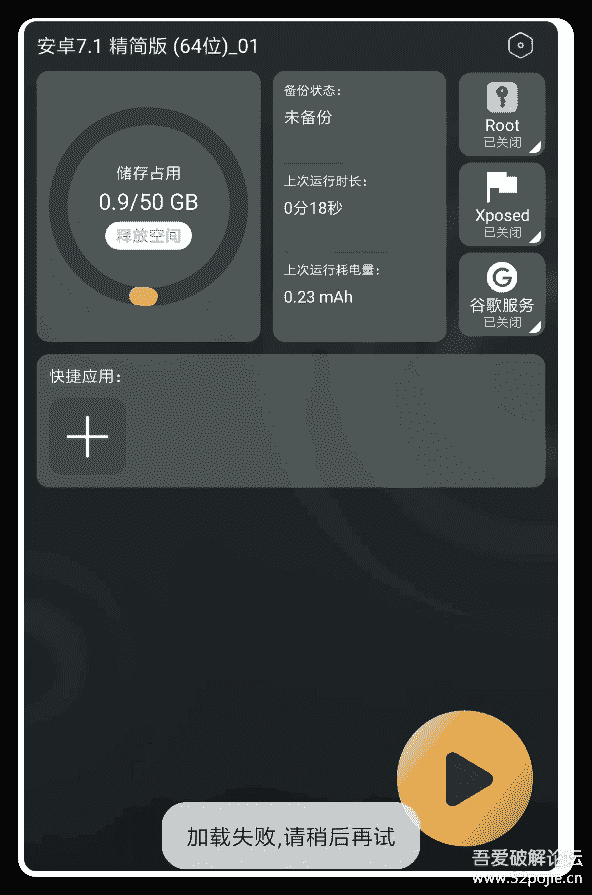 安卓7.1 精简版 (64位)_01
储存占用
0.9/50 GB
释放空间
备份状态:
未备份
上次运行时长:
0分18秒
上次运行耗电量:
0.23 mAh
Root
已关闭
Xposed
已关闭
谷歌服务
已关闭
快捷应用:
加载失败,请稍后再试
吾爱破解论坛
www.52pojie.cn